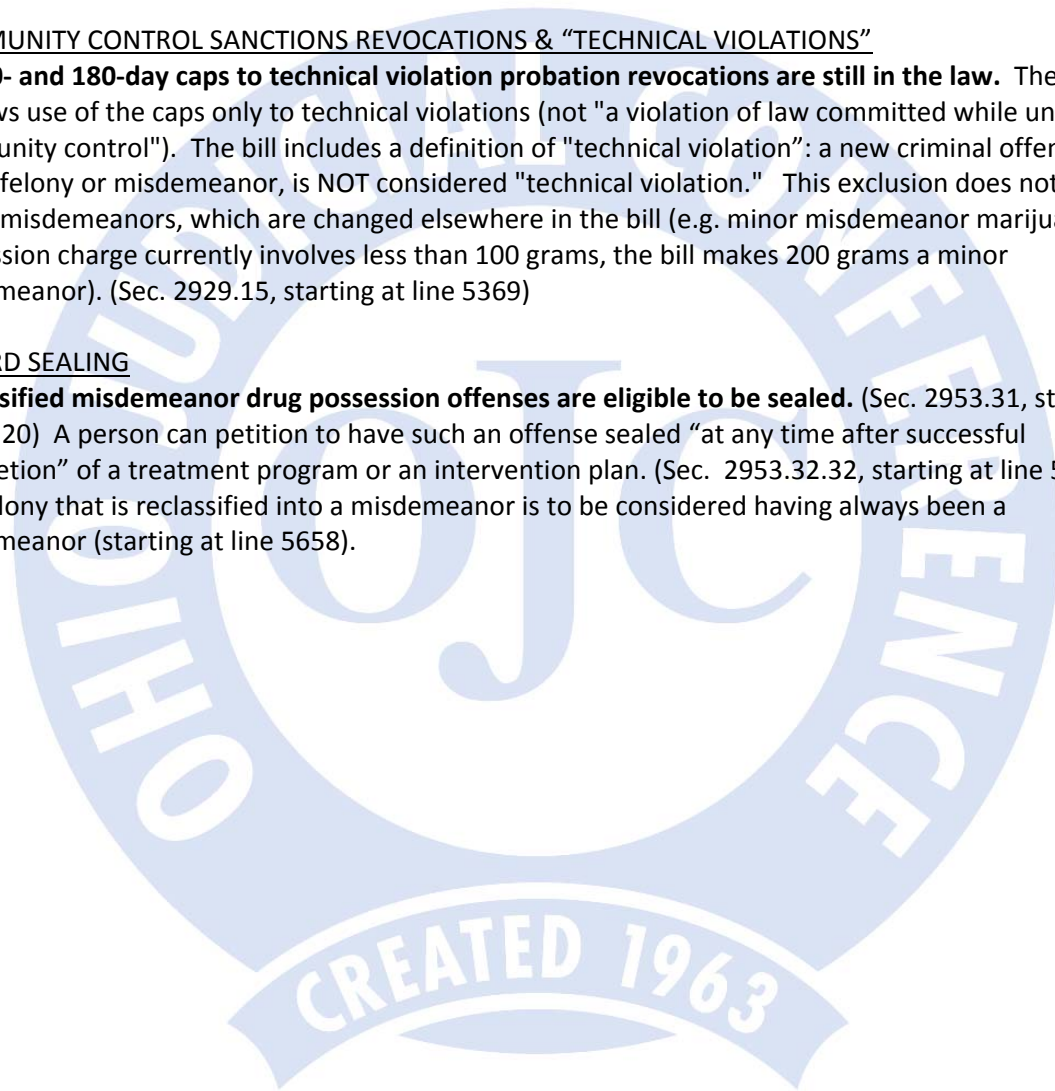 MUNITY CONTROL SANCTIONS REVOCATIONS & “TECHNICAL VIOLATIONS”
0- and 180-day caps to technical violation probation revocations are still in the law. The
ws use of the caps only to technical violations (not "a violation of law committed while un
unity control"). The bill includes a definition of "technical violation”: a new criminal offen
felony or misdemeanor, is NOT considered "technical violation." This exclusion does not
misdemeanors, which are changed elsewhere in the bill (e.g. minor misdemeanor mariju
ssion charge currently involves less than 100 grams, the bill makes 200 grams a minor
meanor). (Sec. 2929.15, starting at line 5369)
RD SEALING
sified misdemeanor drug possession offenses are eligible to be sealed. (Sec. 2953.31, st
20) A person can petition to have such an offense sealed “at any time after successful
etion” of a treatment program or an intervention plan. (Sec. 2953.32.32, starting at line 5
lony that is reclassified into a misdemeanor is to be considered having always been a
meanor (starting at line 5658).
OHIO JUDICIAL CONFERENCE
OJC
CREATED 1963